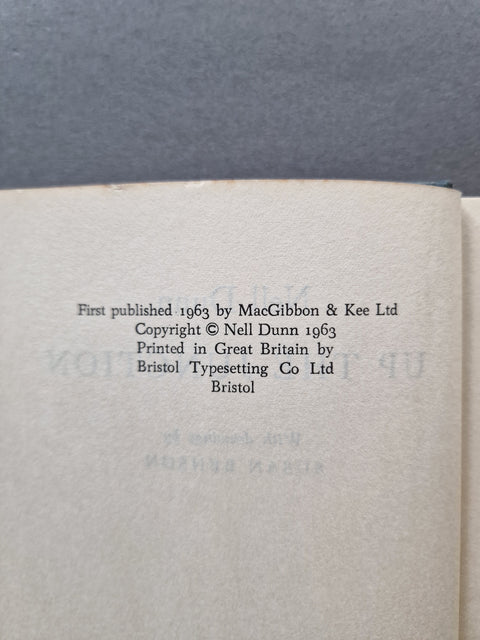 First published 1963 by MacGibbon & Kee Ltd
Copyright © Nell Dunn 1963
Printed in Great Britain by
Bristol Typesetting Co Ltd
Bristol